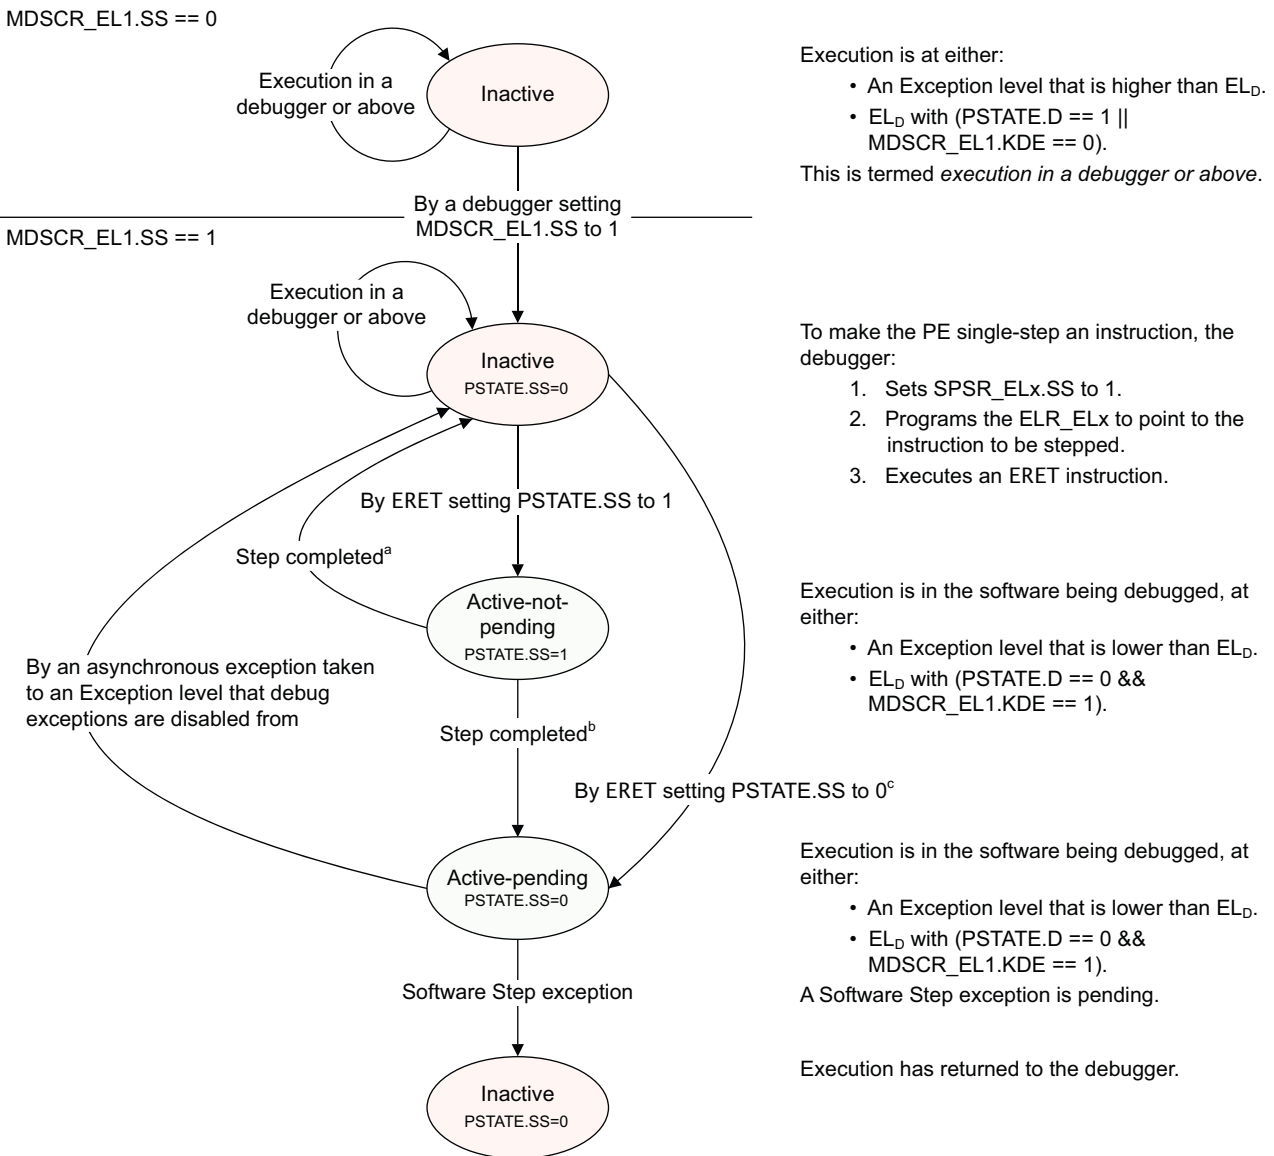 MDSCR_EL1.SS == 0
Execution in a
debugger or above
Inactive
Execution is at either:
• An Exception level that is higher than ELD.
• ELD with (PSTATE.D == 1 ||
MDSCR_EL1.KDE == 0).
This is termed execution in a debugger or above.
By a debugger setting
MDSCR_EL1.SS to 1
MDSCR_EL1.SS == 1
Execution in a
debugger or above
Inactive
PSTATE.SS=0
To make the PE single-step an instruction, the
debugger:
1. Sets SPSR_ELx.SS to 1.
2. Programs the ELR_ELx to point to the
instruction to be stepped.
3. Executes an ERET instruction.
By ERET setting PSTATE.SS to 1
Step completedᵃ
Active-not-
pending
PSTATE.SS=1
Execution is in the software being debugged, at
either:
• An Exception level that is lower than ELD.
• ELD with (PSTATE.D == 0 &&
MDSCR_EL1.KDE == 1).
By an asynchronous exception taken
to an Exception level that debug
exceptions are disabled from
Step completedᵇ
By ERET setting PSTATE.SS to 0ᶜ
Active-pending
PSTATE.SS=0
Execution is in the software being debugged, at
either:
• An Exception level that is lower than ELD.
• ELD with (PSTATE.D == 0 &&
MDSCR_EL1.KDE == 1).
A Software Step exception is pending.
Software Step exception
Inactive
PSTATE.SS=0
Execution has returned to the debugger.